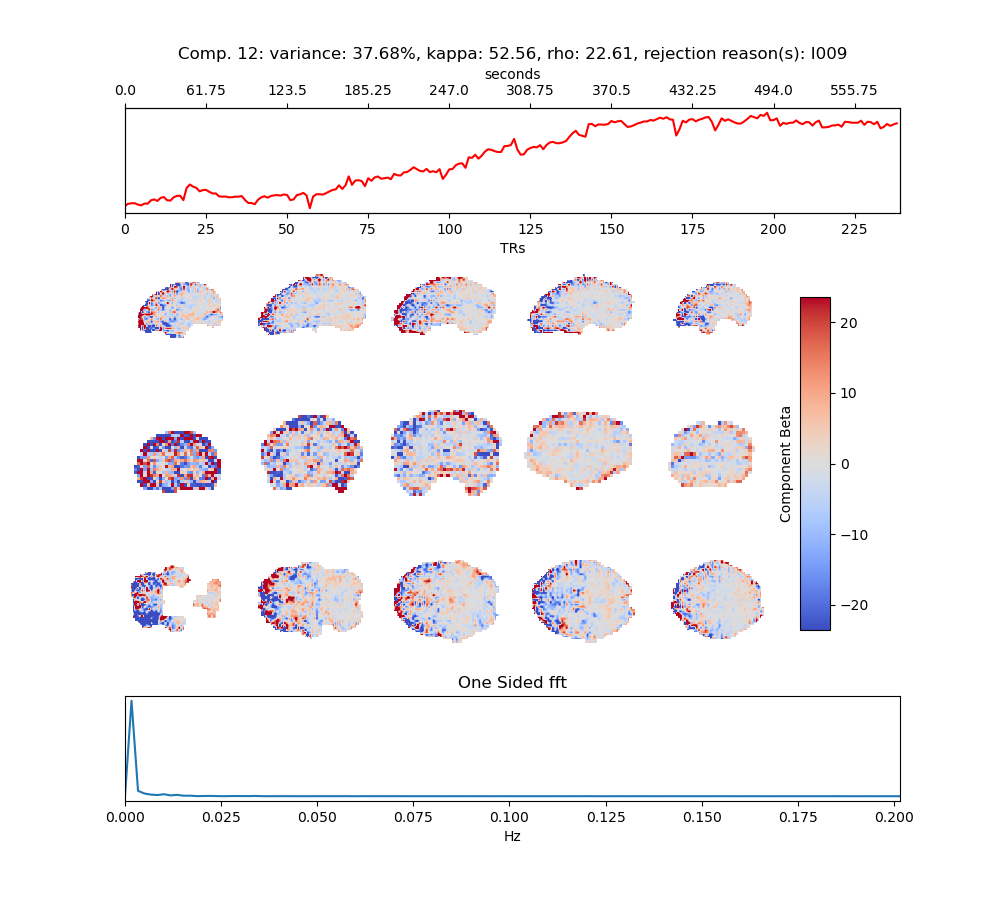 Comp. 12: variance: 37.68%, kappa: 52.56, rho: 22.61, rejection reason(s): I009
seconds
0.0 61.75 123.5 185.25 247.0 308.75 370.5 432.25 494.0 555.75
0 25 50 75 100 125 150 175 200 225
TRs
20
10
0
−10
−20
Component Beta
One Sided fft
0.000 0.025 0.050 0.075 0.100 0.125 0.150 0.175 0.200
Hz